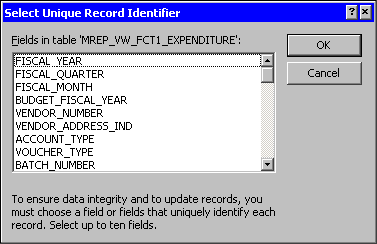 Select Unique Record Identifier
Fields in table 'MREP_VW_FCT1_EXPENDITURE':
OK
Cancel
FISCAL_YEAR
FISCAL_QUARTER
FISCAL_MONTH
BUDGET_FISCAL_YEAR
VENDOR_NUMBER
VENDOR_ADDRESS_IND
ACCOUNT_TYPE
VOUCHER_TYPE
BATCH_NUMBER
To ensure data integrity and to update records, you
must choose a field or fields that uniquely identify each
record. Select up to ten fields.